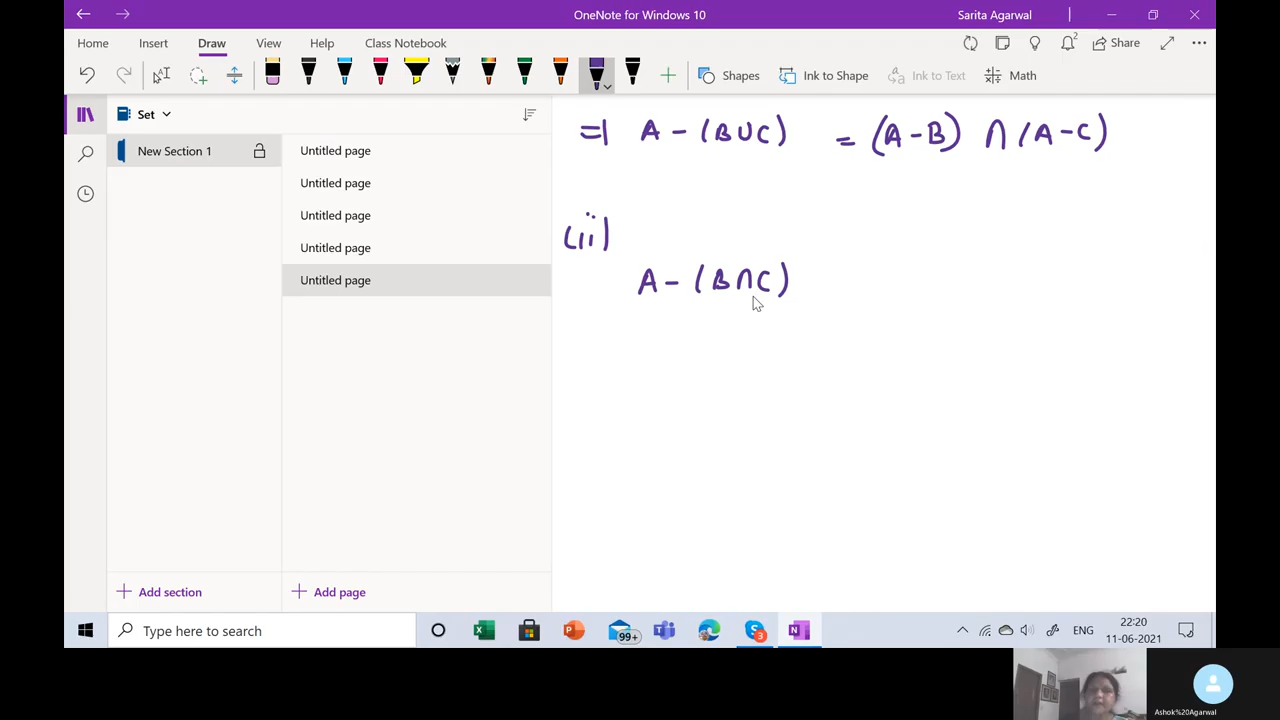 OneNote for Windows 10
Sarita Agarwal
Home Insert Draw View Help Class Notebook
2
Share
Shapes Ink to Shape Ink to Text Math
Set
New Section 1
Untitled page
Untitled page
Untitled page
Untitled page
Untitled page
=) A - (B∪C) = (A-B) ∩ (A-C)
(ii)
A - (B∩C)
Add section Add page
Type here to search
99+
3
ENG
22:20
11-06-2021
Ashok%20Agarwal